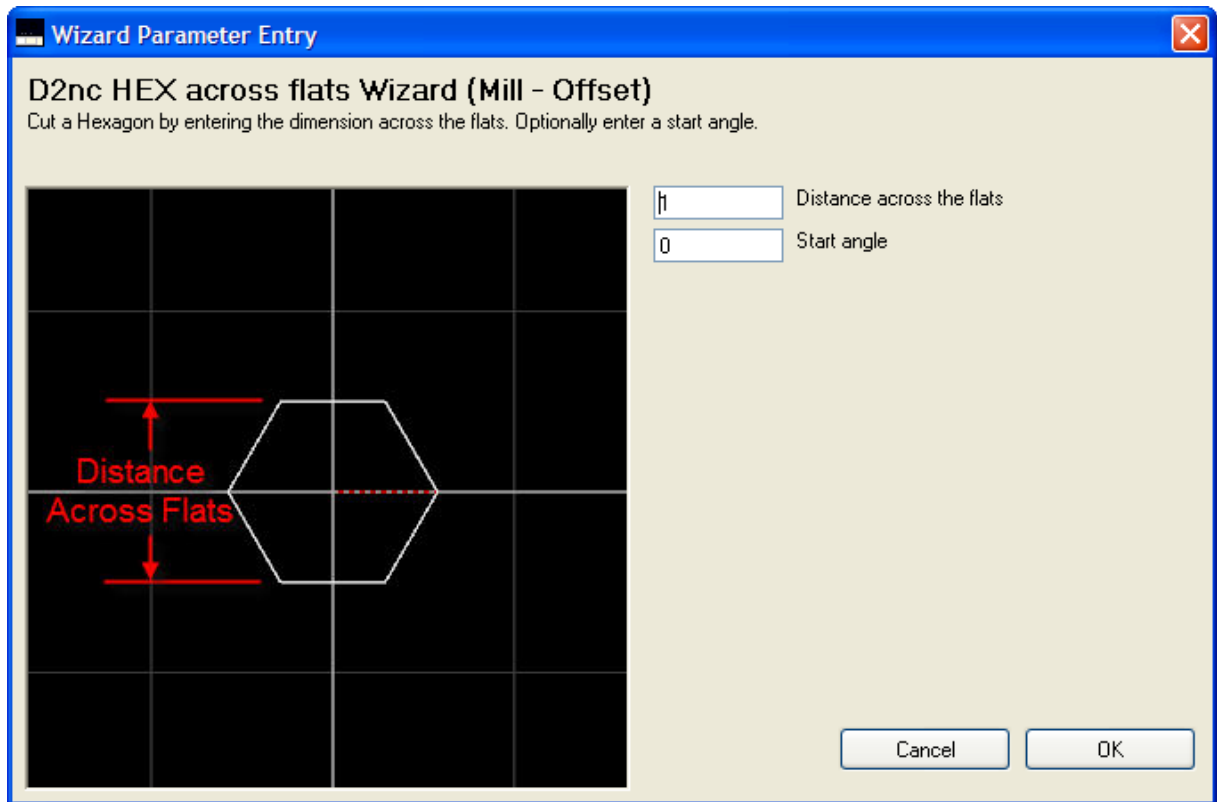 Wizard Parameter Entry
D2nc HEX across flats Wizard (Mill - Offset)
Cut a Hexagon by entering the dimension across the flats. Optionally enter a start angle.
1 Distance across the flats
0 Start angle
Distance
Across Flats
Cancel OK